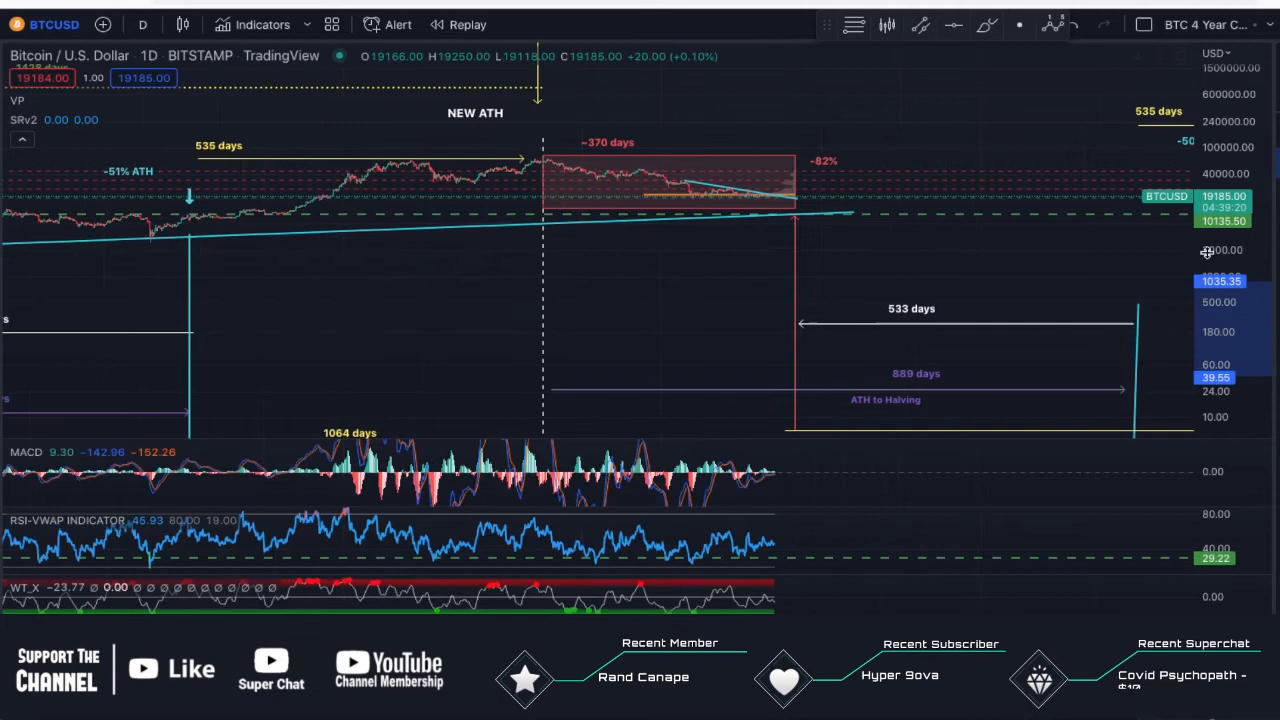 BTCUSD D Indicators Alert Replay BTC 4 Year C...
Bitcoin / U.S. Dollar · 1D · BITSTAMP · TradingView O19166.00 H19250.00 L19118.00 C19185.00 +20.00 (+0.10%) USD
1428 days
19184.00 1.00 19185.00
VP
SRv2 0.00 0.00
NEW ATH
535 days
~370 days
-51% ATH
-82%
535 days
-50
1500000.00
600000.00
240000.00
100000.00
40000.00
BTCUSD 19185.00
04:39:20
10135.50
1035.35
500.00
180.00
60.00
39.55
24.00
10.00
s
533 days
889 days
ATH to Halving
s
1064 days
MACD 9.30 −142.96 −152.26
0.00
RSI-VWAP INDICATOR 45.93 80.00 19.00
80.00
40.00
29.22
WT_X −23.77 ∅ 0.00 ∅ ∅ ∅ ∅ ∅ ∅ ∅ ∅ ∅ ∅ ∅
0.00
SUPPORT THE
CHANNEL
Like
Super Chat
YouTube
Channel Membership
Recent Member
Rand Canape
Recent Subscriber
Hyper 9ova
Recent Superchat
Covid Psychopath -
$10